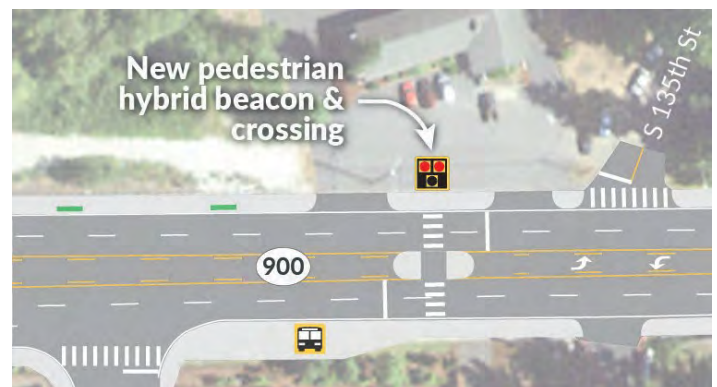 New pedestrian
hybrid beacon &
crossing
S 135th St
900